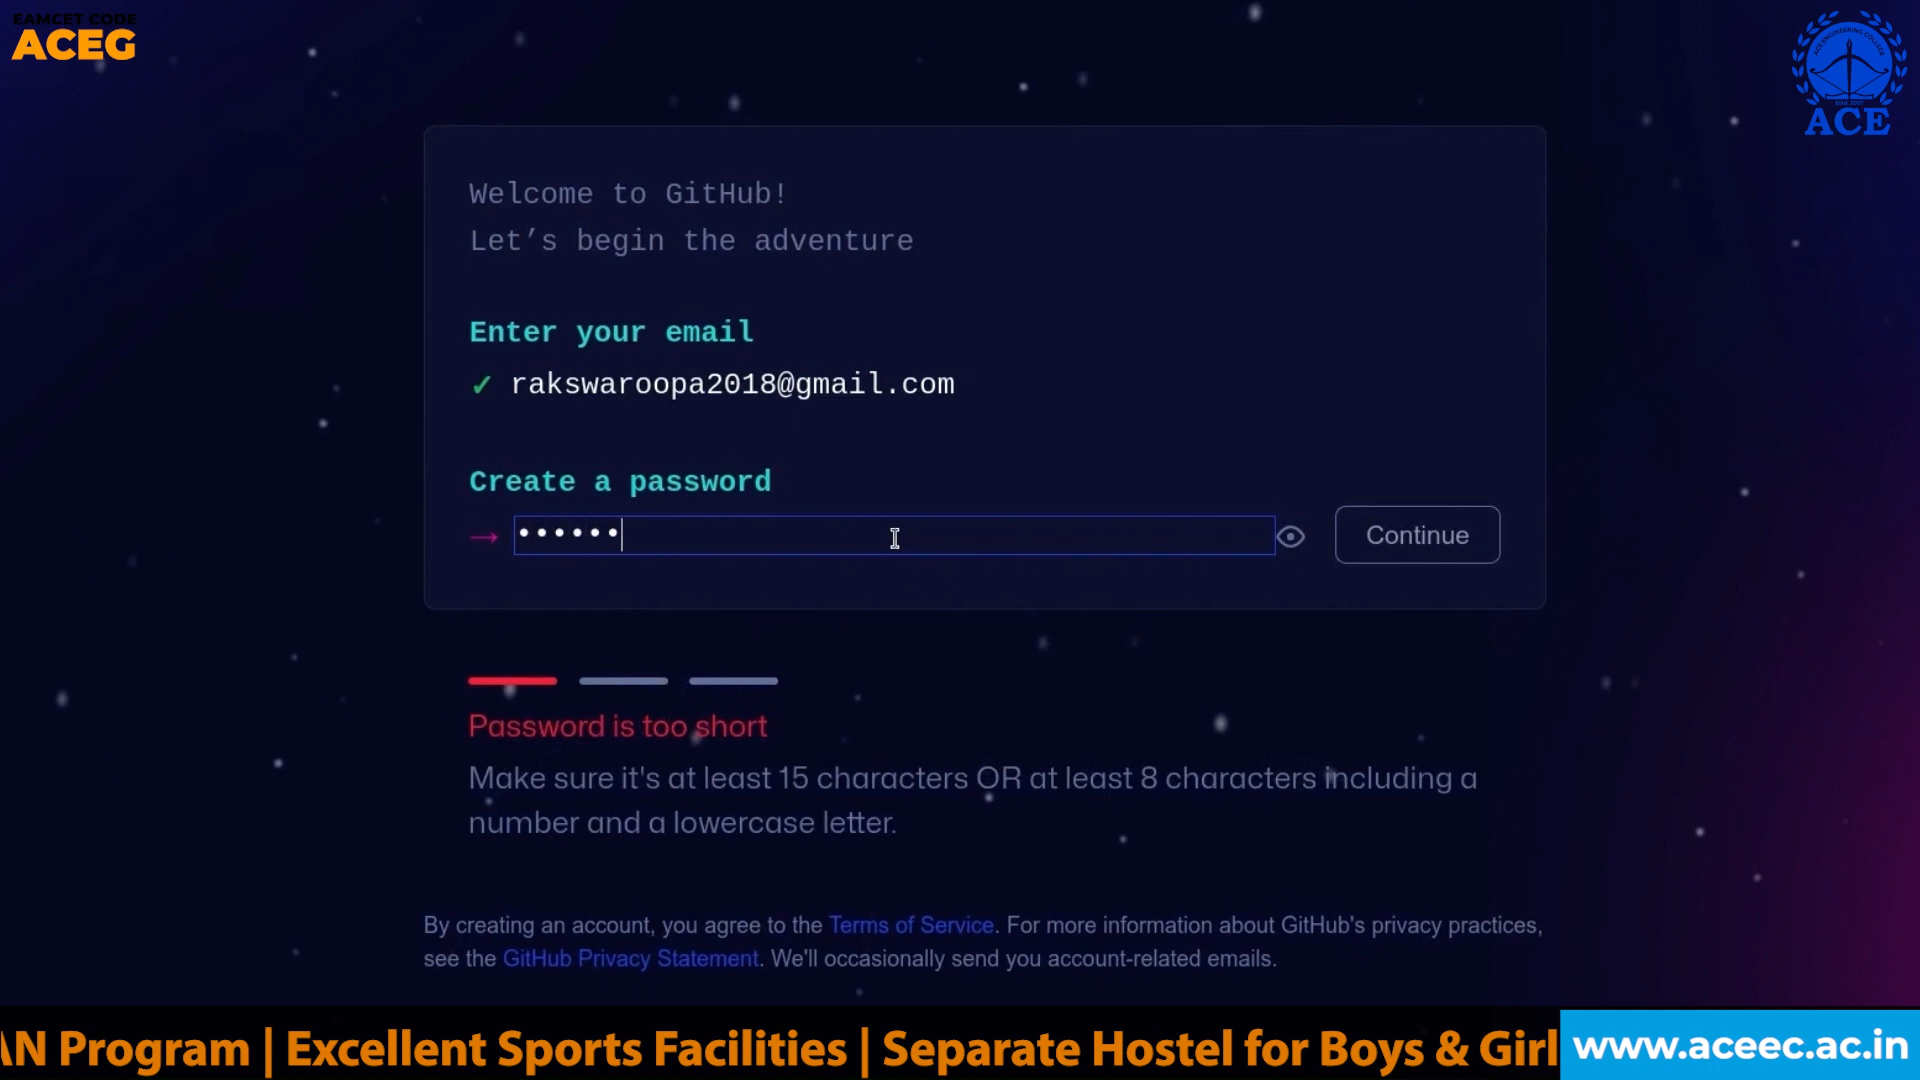 EAMCET CODE
ACEG
ACE ENGINEERING COLLEGE
ACE
Welcome to GitHub!
Let’s begin the adventure
Enter your email
✓ rakswaroopa2018@gmail.com
Create a password
→ ••••••
Continue
Password is too short
Make sure it's at least 15 characters OR at least 8 characters including a
number and a lowercase letter.
By creating an account, you agree to the Terms of Service. For more information about GitHub's privacy practices,
see the GitHub Privacy Statement. We'll occasionally send you account-related emails.
AN Program | Excellent Sports Facilities | Separate Hostel for Boys & Girl
www.aceec.ac.in